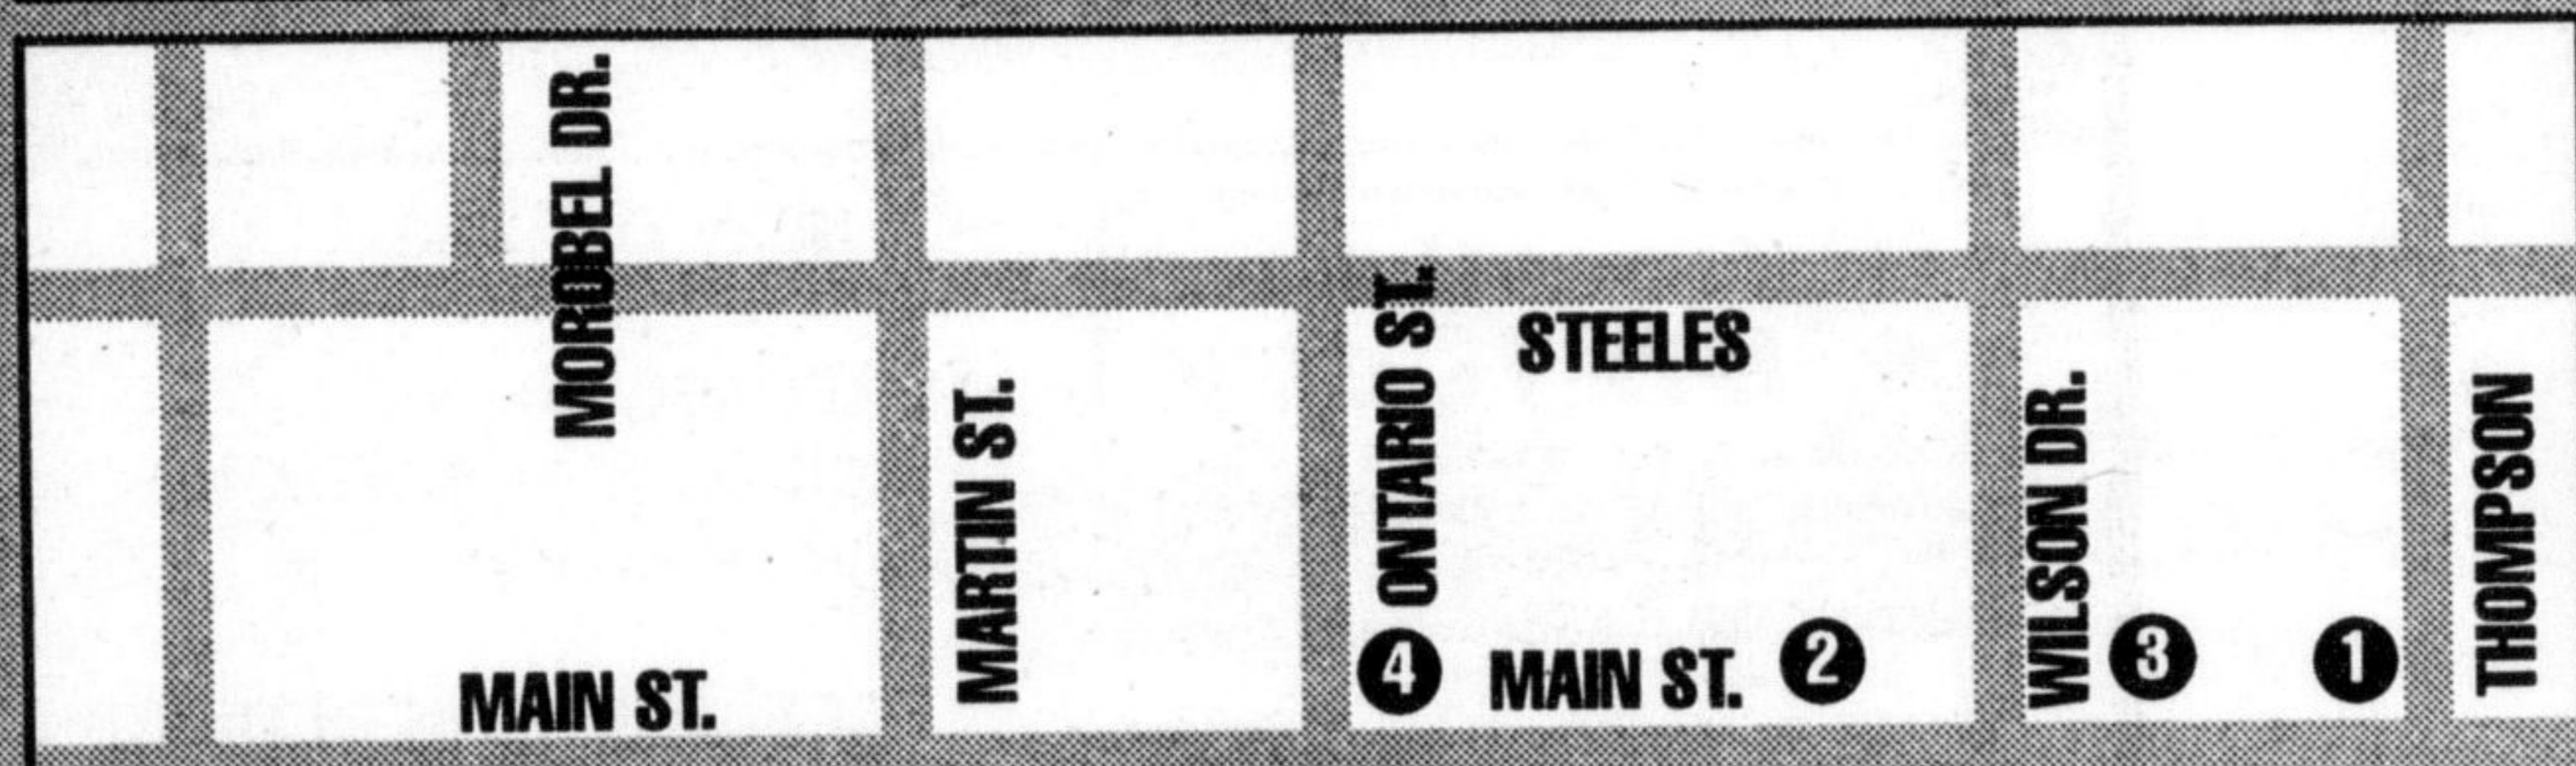 MOROBEL DR.
MAIN ST.
MARTIN ST.
ONTARIO ST.
STEELES
4
MAIN ST.
2
WILSON DR.
3
1
THOMPSON